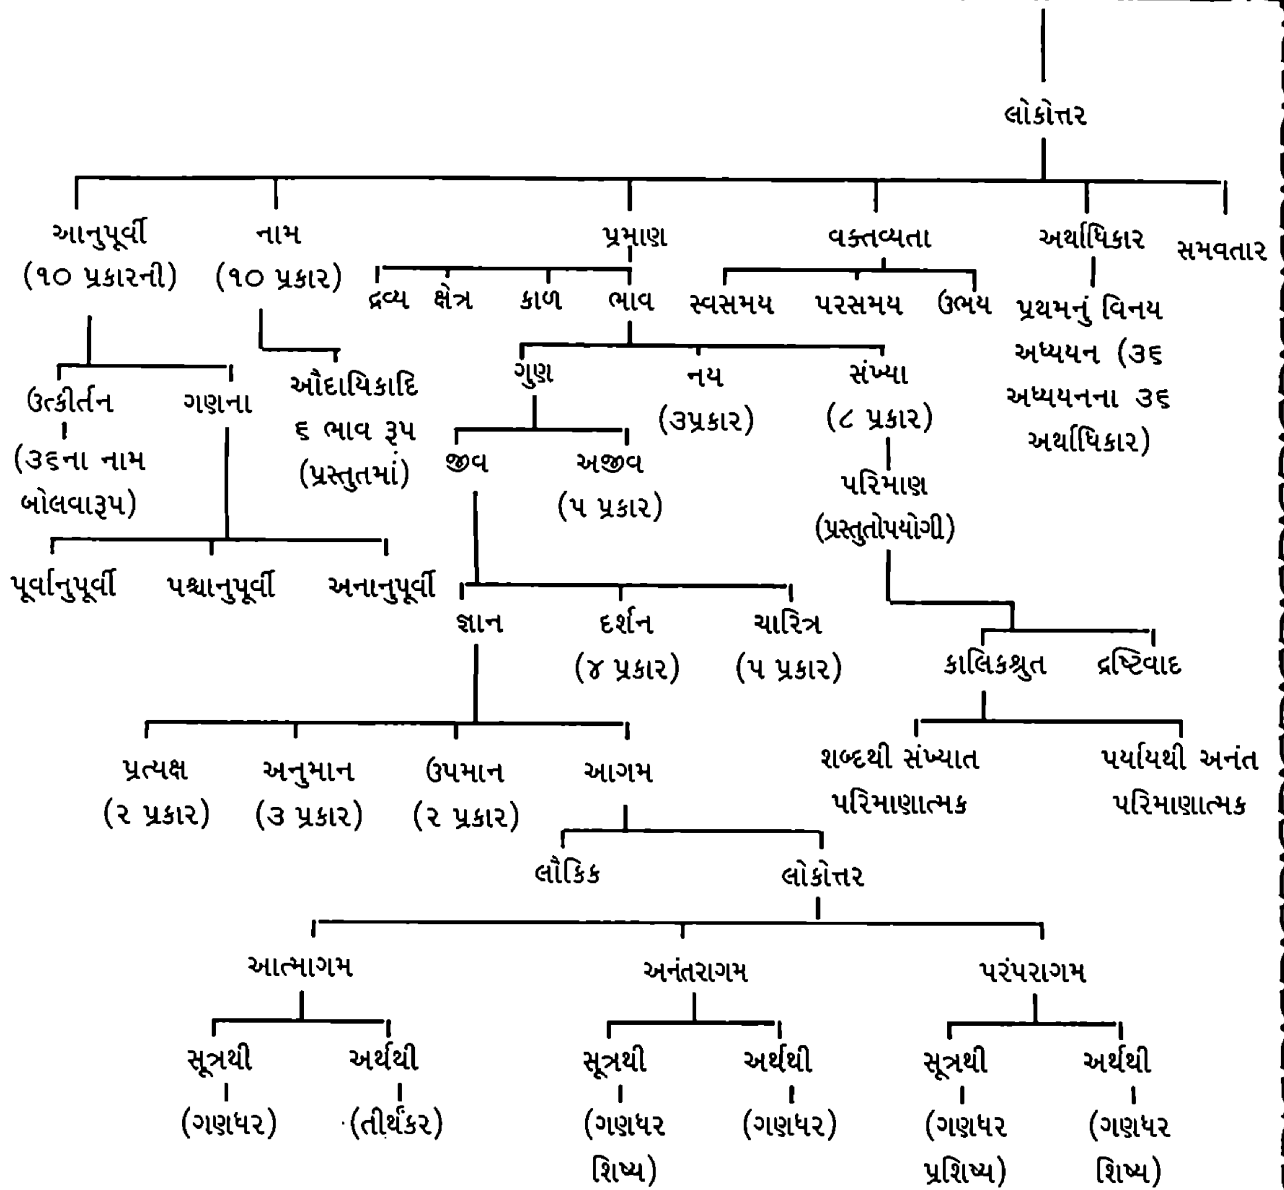 લોકોત્તર
આનુપૂર્વી
(૧૦ પ્રકારની)
નામ
(૧૦ પ્રકાર)
પ્રમાણ
વક્તવ્યતા
અર્થાધિકાર
સમવતાર
દ્રવ્ય ક્ષેત્ર કાળ ભાવ
સ્વસમય પરસમય ઉભય
પ્રથમનું વિનય
અધ્યયન (૩૬
અધ્યયનના ૩૬
અર્થાધિકાર)
ઉત્કીર્તન
(૩૬ના નામ
બોલવારૂપ)
ગણના
ઔદાયિકાદિ
૬ ભાવ રૂપ
(પ્રસ્તુતમાં)
ગુણ
નય
(૩પ્રકાર)
સંખ્યા
(૮ પ્રકાર)
જીવ
અજીવ
(૫ પ્રકાર)
પરિમાણ
(પ્રસ્તુતોપયોગી)
પૂર્વાનુપૂર્વી પશ્ચાનુપૂર્વી અનાનુપૂર્વી
જ્ઞાન
દર્શન
(૪ પ્રકાર)
ચારિત્ર
(૫ પ્રકાર)
કાલિકશ્રુત દ્રષ્ટિવાદ
પ્રત્યક્ષ
(૨ પ્રકાર)
અનુમાન
(૩ પ્રકાર)
ઉપમાન
(૨ પ્રકાર)
આગમ
શબ્દથી સંખ્યાત
પરિમાણાત્મક
પર્યાયથી અનંત
પરિમાણાત્મક
લૌકિક લોકોત્તર
આત્માગમ અનંતરાગમ પરંપરાગમ
સૂત્રથી
(ગણધર)
અર્થથી
(તીર્થંકર)
સૂત્રથી
(ગણધર
શિષ્ય)
અર્થથી
(ગણધર)
સૂત્રથી
(ગણધર
પ્રશિષ્ય)
અર્થથી
(ગણધર
શિષ્ય)